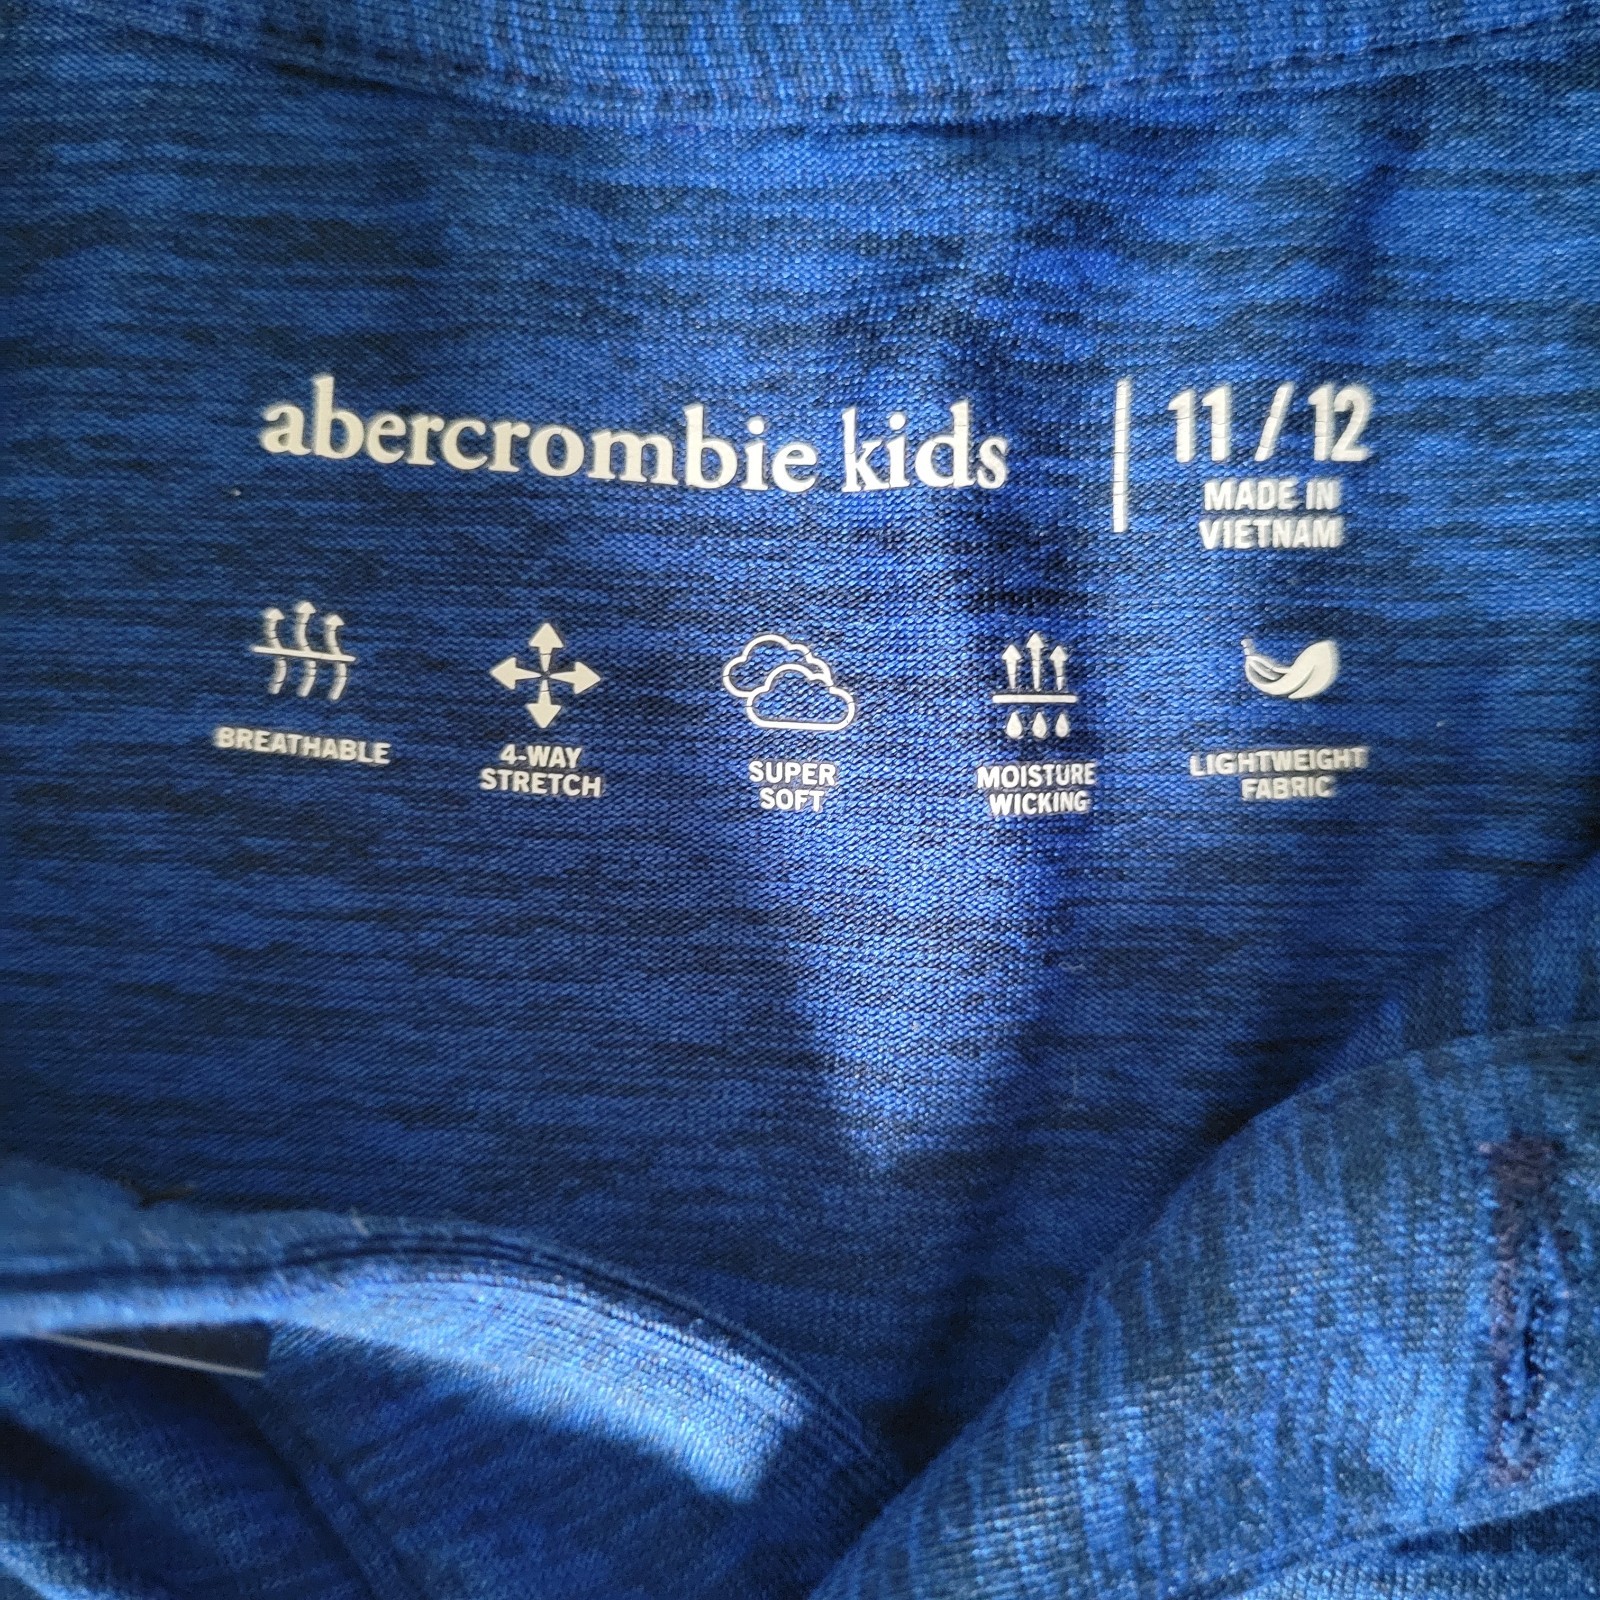 abercrombie kids
11 / 12
MADE IN
VIETNAM
BREATHABLE
4-WAY
STRETCH
SUPER
SOFT
MOISTURE
WICKING
LIGHTWEIGHT
FABRIC